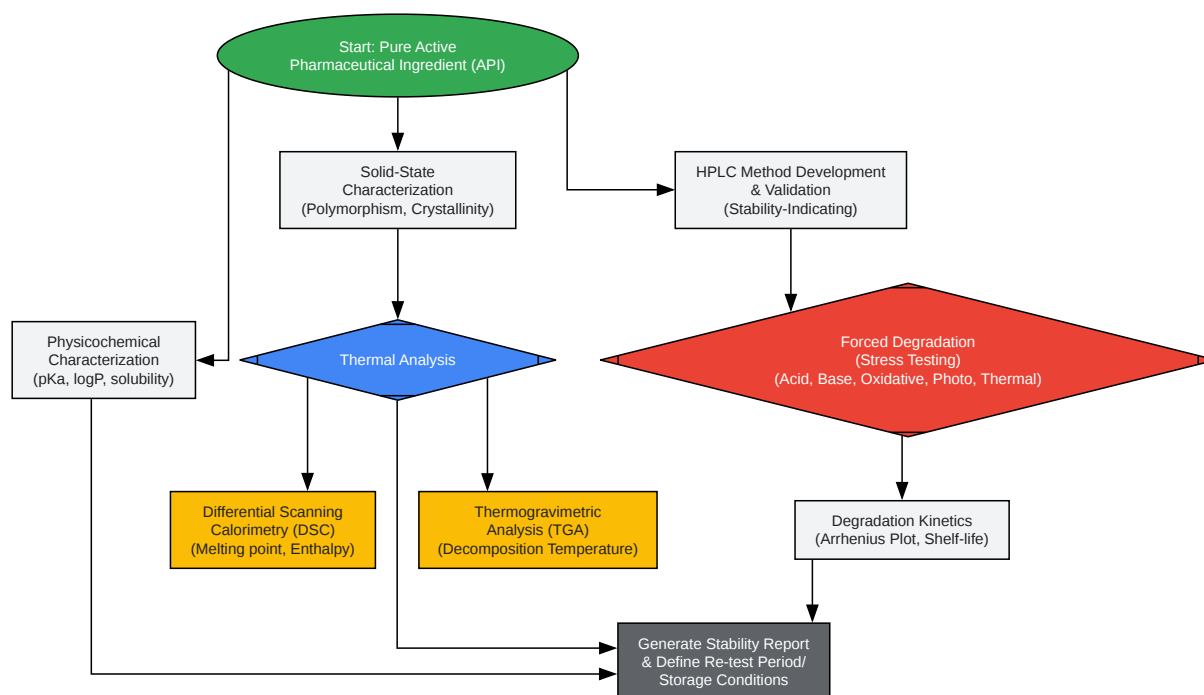 Start: Pure Active
Pharmaceutical Ingredient (API)
Solid-State
Characterization
(Polymorphism, Crystallinity)
HPLC Method Development
& Validation
(Stability-Indicating)
Physicochemical
Characterization
(pKa, logP, solubility)
Thermal Analysis
Forced Degradation
(Stress Testing)
(Acid, Base, Oxidative, Photo, Thermal)
Differential Scanning
Calorimetry (DSC)
(Melting point, Enthalpy)
Thermogravimetric
Analysis (TGA)
(Decomposition Temperature)
Degradation Kinetics
(Arrhenius Plot, Shelf-life)
Generate Stability Report
& Define Re-test Period/
Storage Conditions